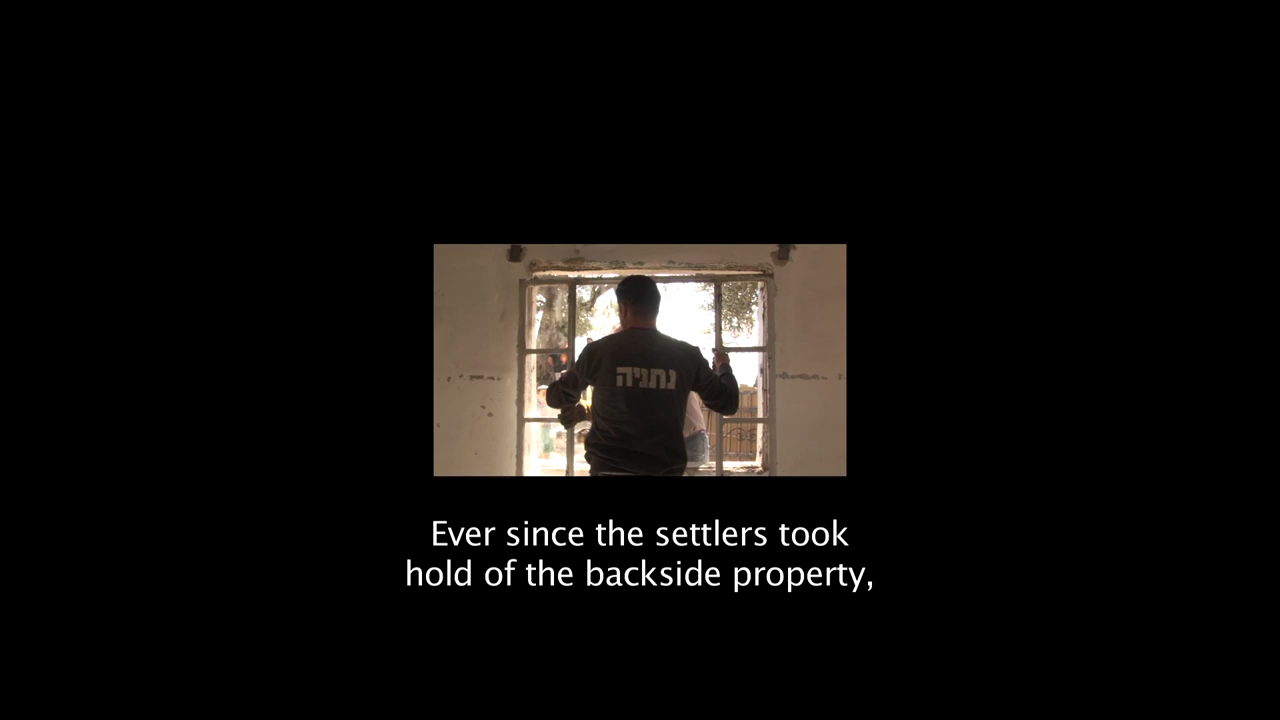 נתניה
Ever since the settlers took
hold of the backside property,